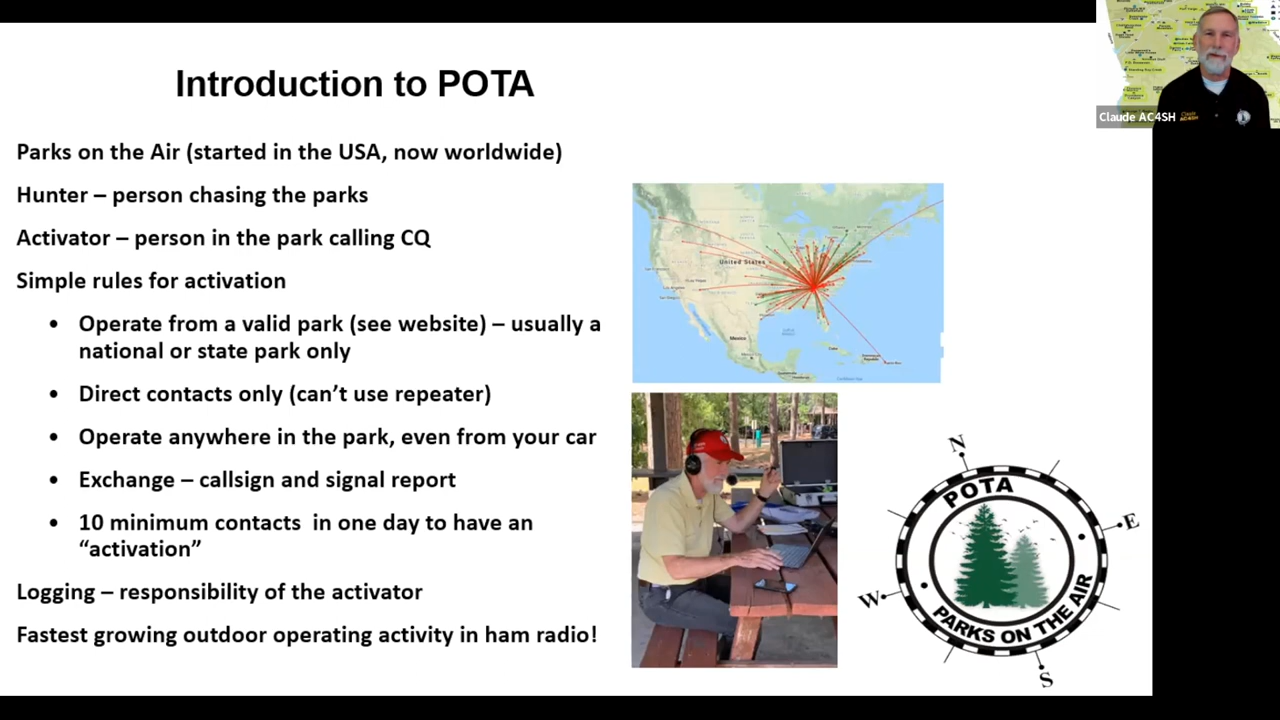 Introduction to POTA
Claude AC4SH
Parks on the Air (started in the USA, now worldwide)
Hunter – person chasing the parks
Activator – person in the park calling CQ
Simple rules for activation
• Operate from a valid park (see website) – usually a
national or state park only
• Direct contacts only (can’t use repeater)
• Operate anywhere in the park, even from your car
• Exchange – callsign and signal report
• 10 minimum contacts  in one day to have an
“activation”
Logging – responsibility of the activator
Fastest growing outdoor operating activity in ham radio!
United States
Mexico
N
E
W
S
POTA
PARKS ON THE AIR